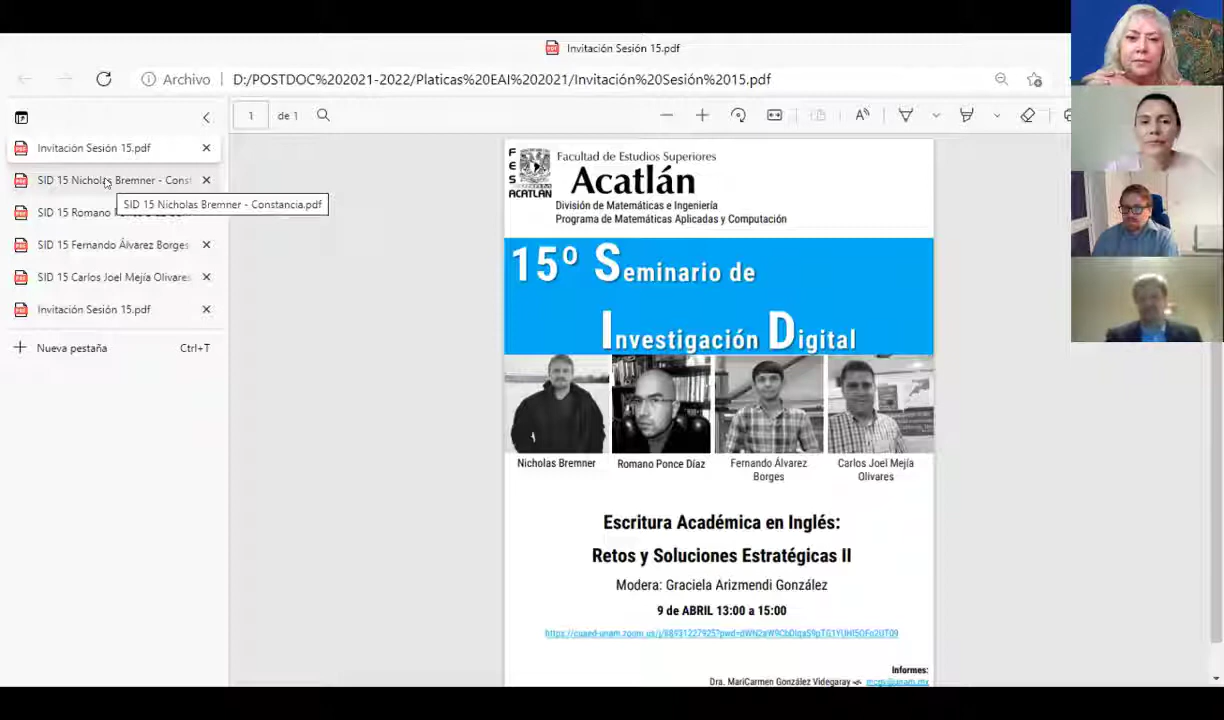 Invitación Sesión 15.pdf
Archivo
D:/POSTDOC%202021-2022/Platicas%20EAI%202021/Invitación%20Sesión%2015.pdf
1 de 1
Invitación Sesión 15.pdf
SID 15 Nicholas Bremner - Const
SID 15 Nicholas Bremner - Constancia.pdf
SID 15 Romano
SID 15 Fernando Álvarez Borges
SID 15 Carlos Joel Mejía Olivares
Invitación Sesión 15.pdf
Nueva pestaña Ctrl+T
FES
ACATLÁN
Facultad de Estudios Superiores
Acatlán
División de Matemáticas e Ingeniería
Programa de Matemáticas Aplicadas y Computación
15º Seminario de
Investigación Digital
Nicholas Bremner
Romano Ponce Díaz
Fernando Álvarez
Borges
Carlos Joel Mejía
Olivares
Escritura Académica en Inglés:
Retos y Soluciones Estratégicas II
Modera: Graciela Arizmendi González
9 de ABRIL 13:00 a 15:00
Informes:
Dra. MariCarmen González Videgaray
mcgv@unam.mx